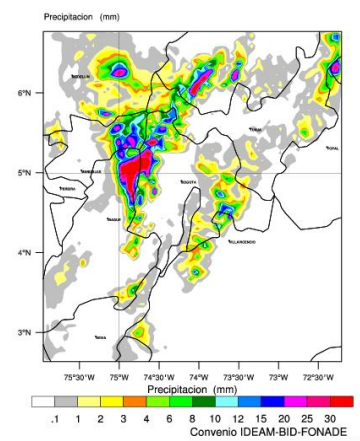 Precipitacion (mm)
MEDELLIN
6°N
TUNJA
YOPAL
5°N
MANIZALES
BOGOTA
PEREIRA
IBAGUE
VILLAVICENCIO
4°N
3°N
NEIVA
75°30'W 75°W 74°30'W 74°W 73°30'W 73°W 72°30'W
Precipitacion (mm)
.1 1 2 3 4 6 8 10 12 15 20 25 30
Convenio IDEAM-BID-FONADE